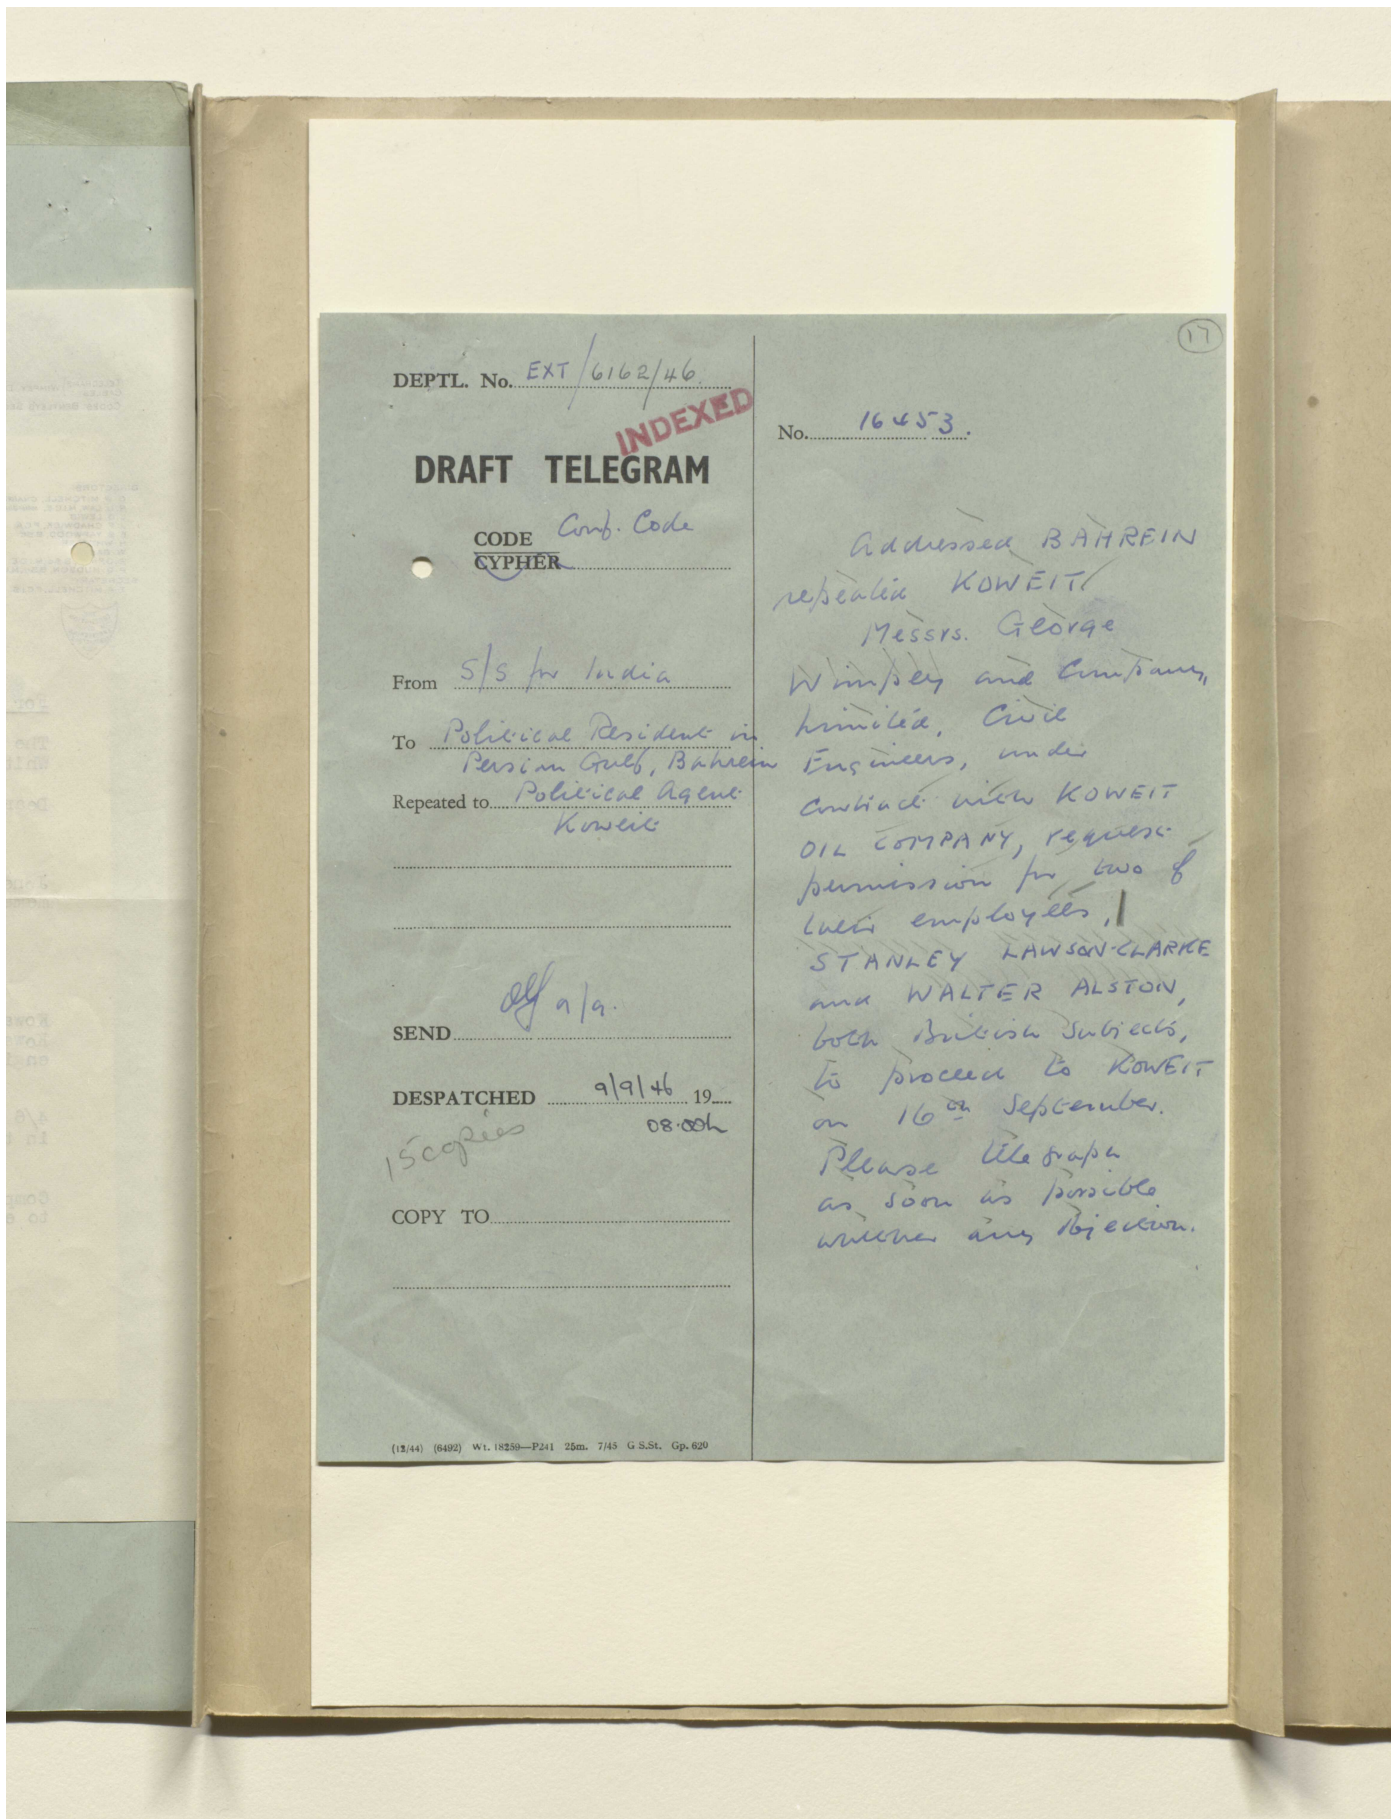 17
DEPTL. No. EXT/6162/46.
INDEXED
DRAFT TELEGRAM
CODE Conf. Code
CYPHER
From S/S for India
To Political Resident in
Persian Gulf, Bahrein
Repeated to Political Agent
Koweit
SEND 9/9.
DESPATCHED 9/9/46 19
08.00h
15 copies
COPY TO
(12/44) (6492) Wt. 18259—P241 25m. 7/45 G S.St. Gp. 620
No. 16453.
Addressed BAHREIN
repeated KOWEIT
Messrs. George
Wimpey and Company,
Limited, Civil
Engineers, under
contract with KOWEIT
OIL COMPANY, request
permission for two of
their employees,
STANLEY LAWSON-CLARKE
and WALTER ALSTON,
both British Subjects,
to proceed to KOWEIT
on 16th September.
Please telegraph
as soon as possible
whether any objection.